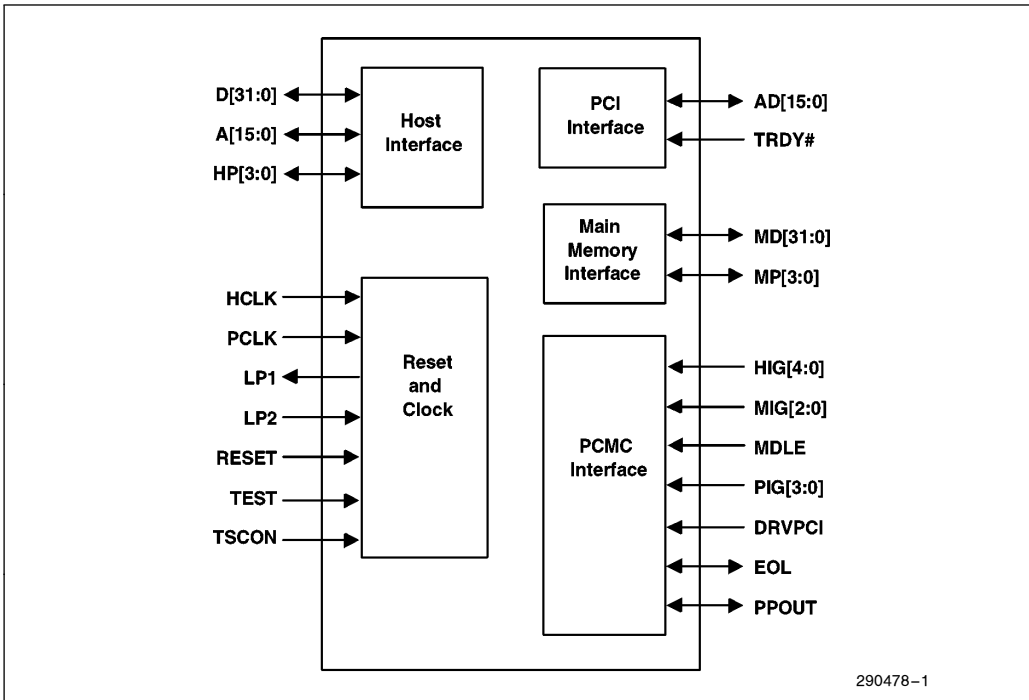 D[31:0]
A[15:0]
HP[3:0]
Host
Interface
PCI
Interface
AD[15:0]
TRDY#
Main
Memory
Interface
MD[31:0]
MP[3:0]
HCLK
PCLK
LP1
LP2
RESET
TEST
TSCON
Reset
and
Clock
PCMC
Interface
HIG[4:0]
MIG[2:0]
MDLE
PIG[3:0]
DRVPCI
EOL
PPOUT
290478–1